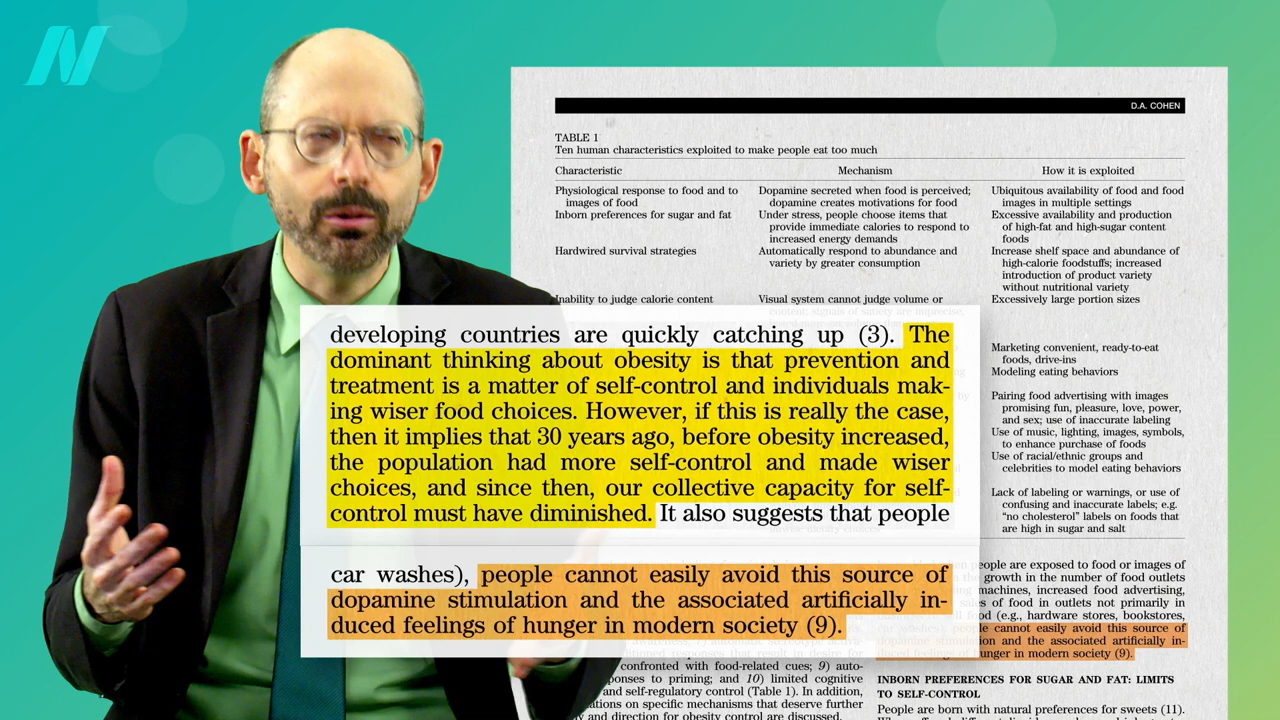 N
D.A. COHEN
TABLE 1
Ten human characteristics exploited to make people eat too much
Characteristic Mechanism How it is exploited
Physiological response to food and to images of food
Dopamine secreted when food is perceived; dopamine creates motivations for food
Ubiquitous availability of food and food images in multiple settings
Inborn preferences for sugar and fat
Under stress, people choose items that provide immediate calories to respond to increased energy demands
Excessive availability and production of high-fat and high-sugar content foods
Hardwired survival strategies
Automatically respond to abundance and variety by greater consumption
Increase shelf space and abundance of high-calorie foodstuffs; increased introduction of product variety without nutritional variety
Inability to judge calorie content
Visual system cannot judge volume or
content; signals of satiety are imprecise,
Excessively large portion sizes
Marketing convenient, ready-to-eat
foods, drive-ins
Modeling eating behaviors
Pairing food advertising with images
promising fun, pleasure, love, power,
and sex; use of inaccurate labeling
Use of music, lighting, images, symbols,
to enhance purchase of foods
Use of racial/ethnic groups and
celebrities to model eating behaviors
Lack of labeling or warnings, or use of
confusing and inaccurate labels; e.g.
"no cholesterol" labels on foods that
are high in sugar and salt
developing countries are quickly catching up (3). The
dominant thinking about obesity is that prevention and
treatment is a matter of self-control and individuals mak-
ing wiser food choices. However, if this is really the case,
then it implies that 30 years ago, before obesity increased,
the population had more self-control and made wiser
choices, and since then, our collective capacity for self-
control must have diminished. It also suggests that people
car washes), people cannot easily avoid this source of
dopamine stimulation and the associated artificially in-
duced feelings of hunger in modern society (9).
confronted with food-related cues; 9) auto-
and self-regulatory control (Table 1). In addition,
and direction for obesity control are discussed.
people are exposed to food or images of
growth in the number of food outlets
machines, increased food advertising,
of food in outlets not primarily in
food (e.g., hardware stores, bookstores,
people cannot easily avoid this source of
and the associated artificially in-
hunger in modern society (9).
INBORN PREFERENCES FOR SUGAR AND FAT: LIMITS
TO SELF-CONTROL
People are born with natural preferences for sweets (11).